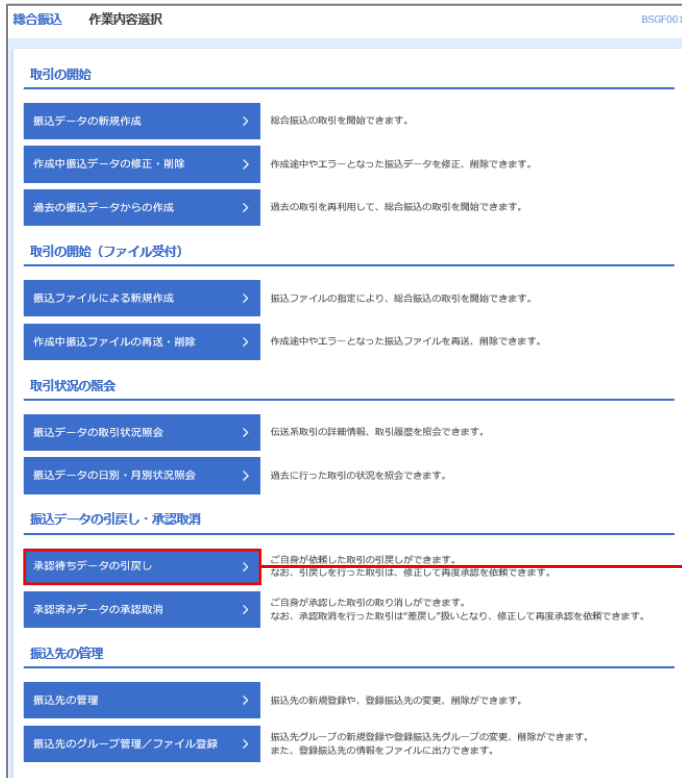 総合振込 作業内容選択 BSGF001
取引の開始
振込データの新規作成 総合振込の取引を開始できます。
作成中振込データの修正・削除 作成途中やエラーとなった振込データを修正、削除できます。
過去の振込データからの作成 過去の取引を再利用して、総合振込の取引を開始できます。
取引の開始(ファイル受付)
振込ファイルによる新規作成 振込ファイルの指定により、総合振込の取引を開始できます。
作成中振込ファイルの再送・削除 作成途中やエラーとなった振込ファイルを再送、削除できます。
取引状況の照会
振込データの取引状況照会 伝送系取引の詳細情報、取引履歴を照会できます。
振込データの日別・月別状況照会 過去に行った取引の状況を照会できます。
振込データの引戻し・承認取消
承認待ちデータの引戻し ご自身が依頼した取引の引戻しができます。
なお、引戻しを行った取引は、修正して再度承認を依頼できます。
承認済みデータの承認取消 ご自身が承認した取引の取り消しができます。
なお、承認取消を行った取引は“差戻し”扱いとなり、修正して再度承認を依頼できます。
振込先の管理
振込先の管理 振込先の新規登録や、登録振込先の変更、削除ができます。
振込先のグループ管理/ファイル登録 振込先グループの新規登録や登録振込先グループの変更、削除ができます。
また、登録振込先の情報をファイルに出力できます。